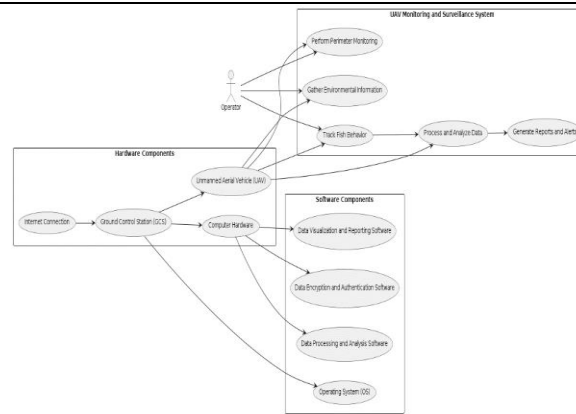 UAV Monitoring and Surveillance System
Perform Perimeter Monitoring
Gather Environmental Information
Operator
Track Fish Behavior
Process and Analyze Data
Generate Reports and Alerts
Hardware Components
Unmanned Aerial Vehicle (UAV)
Internet Connection
Ground Control Station (GCS)
Computer Hardware
Software Components
Data Visualization and Reporting Software
Data Encryption and Authentication Software
Data Processing and Analysis Software
Operating System (OS)